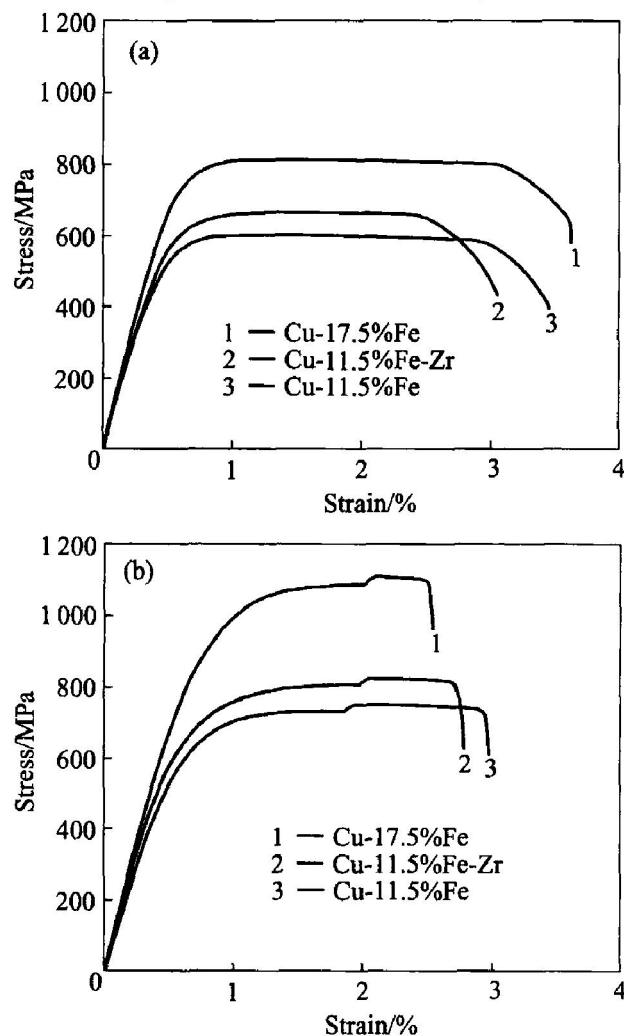 1 200
(a)
1 000
800
600
400
200
0
Stress/MPa
1
2
3
1 — Cu-17.5%Fe
2 — Cu-11.5%Fe-Zr
3 — Cu-11.5%Fe
1 2 3 4
Strain/%
1 200
(b)
1 000
800
600
400
200
0
Stress/MPa
1
2
3
1 — Cu-17.5%Fe
2 — Cu-11.5%Fe-Zr
3 — Cu-11.5%Fe
1 2 3 4
Strain/%